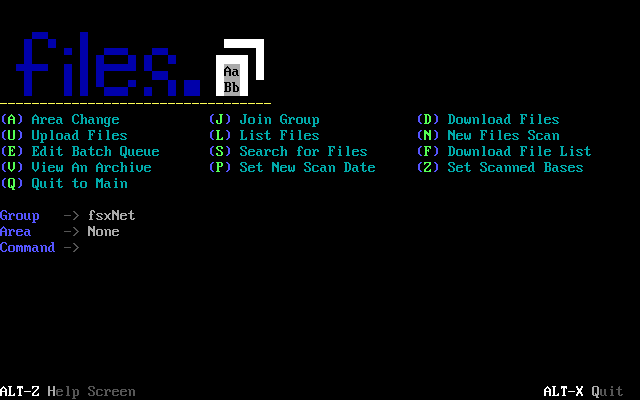 files.
Aa
Bb
(A) Area Change (J) Join Group (D) Download Files
(U) Upload Files (L) List Files (N) New Files Scan
(E) Edit Batch Queue (S) Search for Files (F) Download File List
(V) View An Archive (P) Set New Scan Date (Z) Set Scanned Bases
(Q) Quit to Main
Group -> fsxNet
Area -> None
Command ->
ALT-Z Help Screen ALT-X Quit